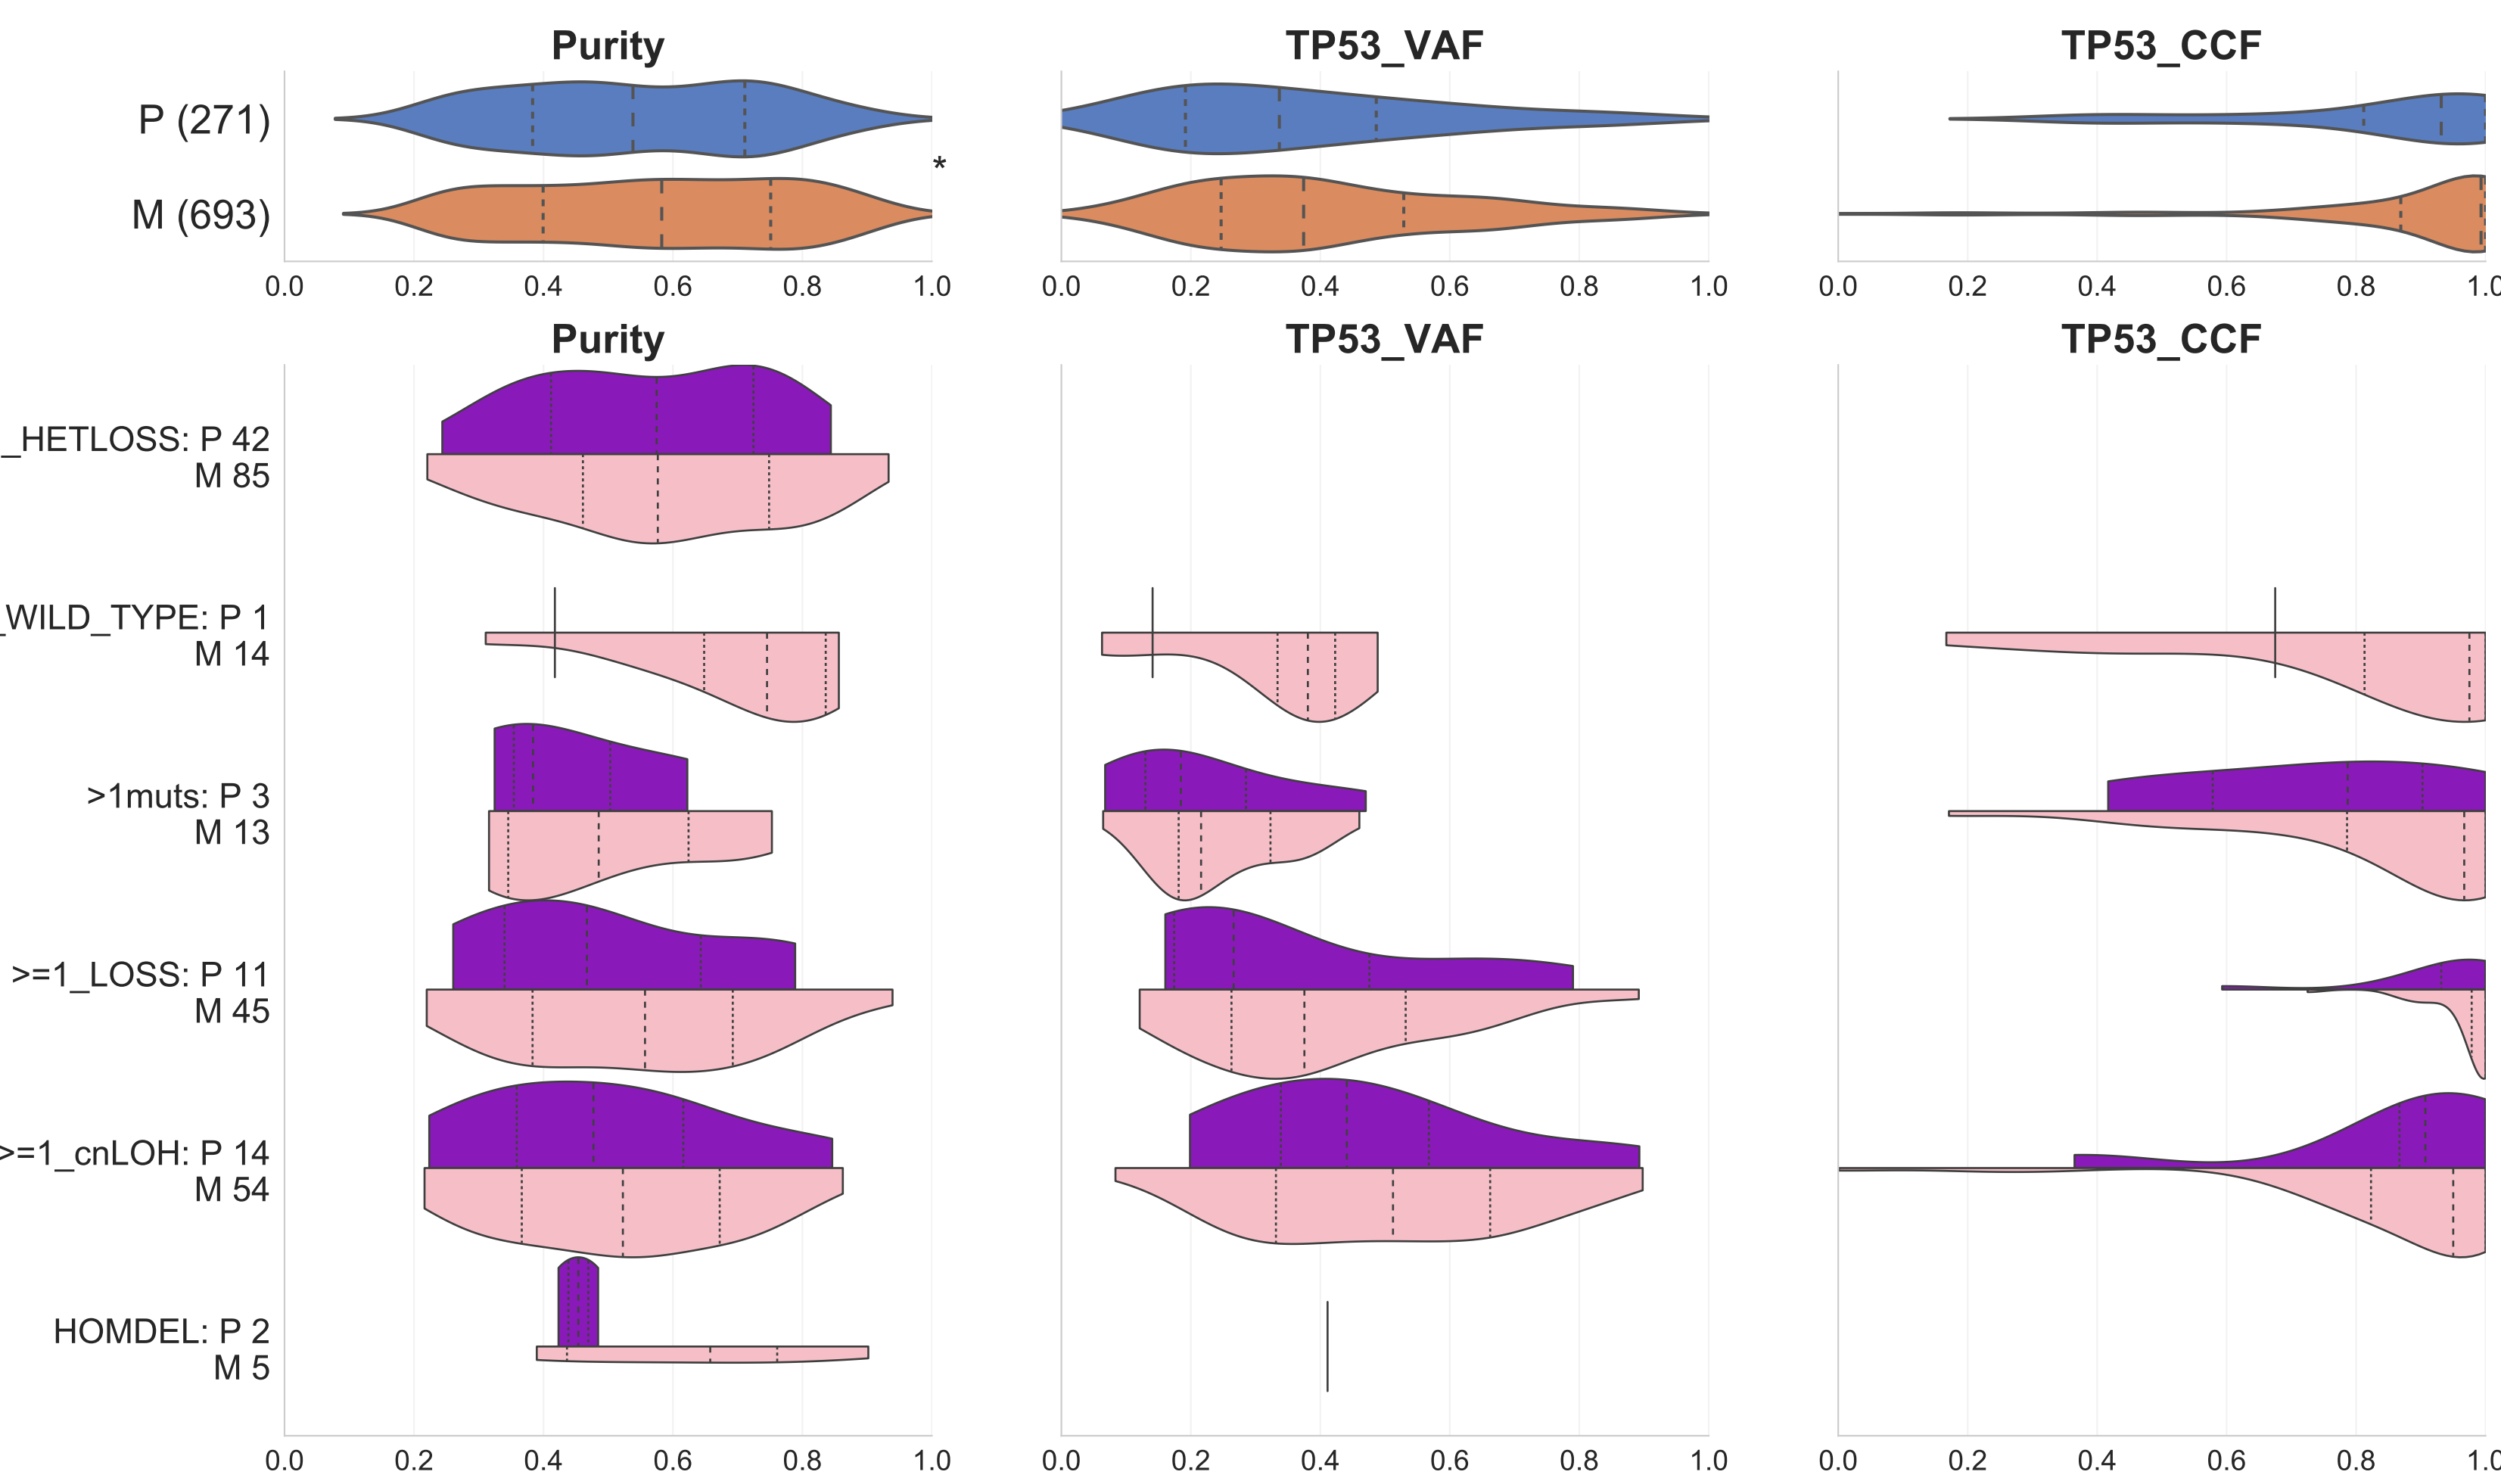 Purity TP53_VAF TP53_CCF
P (271)
*
M (693)
0.0 0.2 0.4 0.6 0.8 1.0 0.0 0.2 0.4 0.6 0.8 1.0 0.0 0.2 0.4 0.6 0.8 1.0
Purity TP53_VAF TP53_CCF
_HETLOSS: P 42
M 85
_WILD_TYPE: P 1
M 14
>1muts: P 3
M 13
>=1_LOSS: P 11
M 45
>=1_cnLOH: P 14
M 54
HOMDEL: P 2
M 5
0.0 0.2 0.4 0.6 0.8 1.0 0.0 0.2 0.4 0.6 0.8 1.0 0.0 0.2 0.4 0.6 0.8 1.0